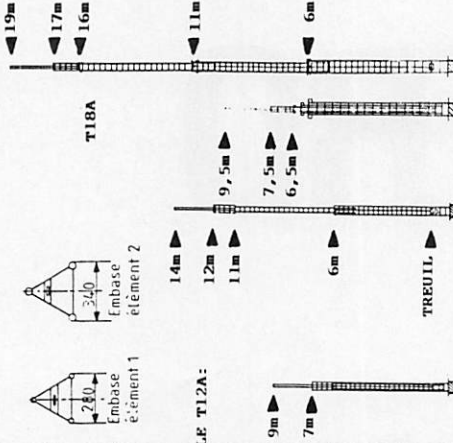 19m
17m
16m
11m
6m
T18A
9,5m
7,5m
6,5m
14m
12m
11m
6m
TREUIL
340
Embase
élément 2
280
Embase
élément 1
LE T12A:
9m
7m